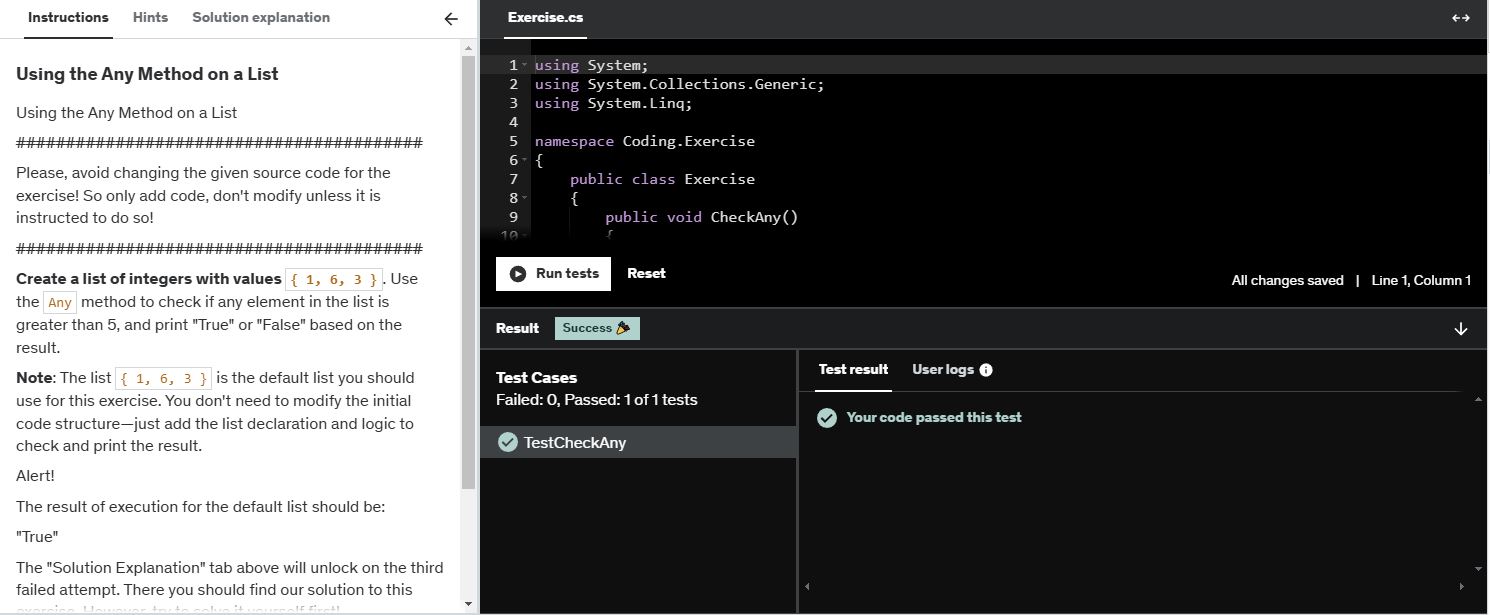 Instructions Hints Solution explanation
Using the Any Method on a List
Using the Any Method on a List
#########################################
Please, avoid changing the given source code for the
exercise! So only add code, don't modify unless it is
instructed to do so!
#########################################
Create a list of integers with values { 1, 6, 3 }. Use
the Any method to check if any element in the list is
greater than 5, and print "True" or "False" based on the
result.
Note: The list { 1, 6, 3 } is the default list you should
use for this exercise. You don't need to modify the initial
code structure—just add the list declaration and logic to
check and print the result.
Alert!
The result of execution for the default list should be:
"True"
The "Solution Explanation" tab above will unlock on the third
failed attempt. There you should find our solution to this
exercise. However, try to solve it yourself first!
Exercise.cs
1 using System;
2 using System.Collections.Generic;
3 using System.Linq;
4
5 namespace Coding.Exercise
6 {
7 public class Exercise
8 {
9 public void CheckAny()
10 {
Run tests Reset
All changes saved | Line 1, Column 1
Result Success
Test Cases
Failed: 0, Passed: 1 of 1 tests
TestCheckAny
Test result User logs
Your code passed this test